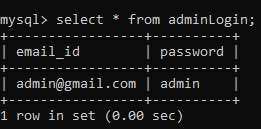 mysql> select * from adminLogin;
+-----------------+----------+
| email_id        | password |
+-----------------+----------+
| admin@gmail.com | admin    |
+-----------------+----------+
1 row in set (0.00 sec)